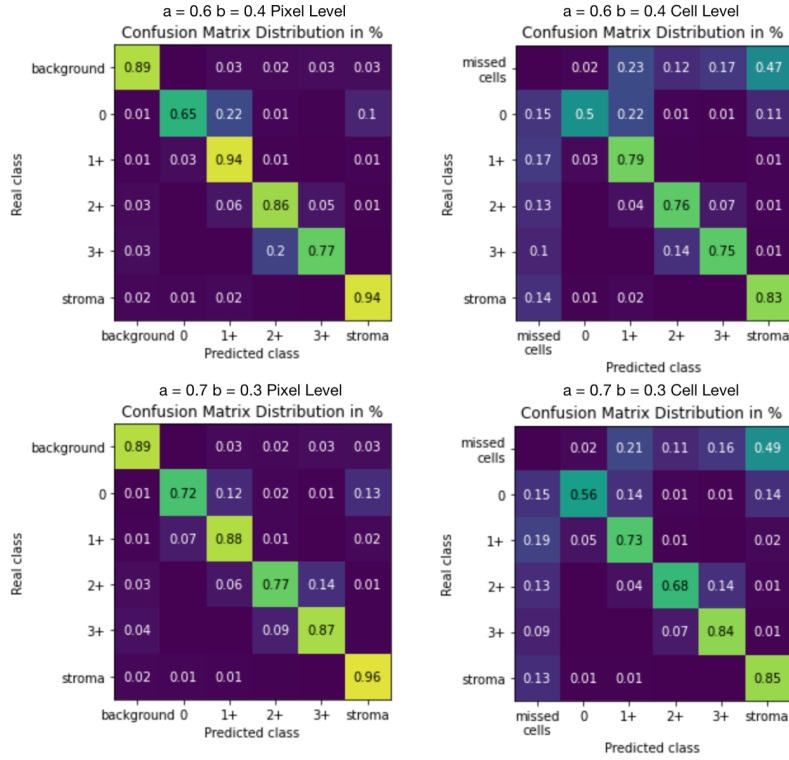 a = 0.6 b = 0.4 Pixel Level
Confusion Matrix Distribution in %
Real class
background 0.89 0.03 0.02 0.03 0.03
0 0.01 0.65 0.22 0.01 0.1
1+ 0.01 0.03 0.94 0.01 0.01
2+ 0.03 0.06 0.86 0.05 0.01
3+ 0.03 0.2 0.77
stroma 0.02 0.01 0.02 0.94
background 0 1+ 2+ 3+ stroma
Predicted class
a = 0.6 b = 0.4 Cell Level
Confusion Matrix Distribution in %
Real class
missed
cells 0.02 0.23 0.12 0.17 0.47
0 0.15 0.5 0.22 0.01 0.01 0.11
1+ 0.17 0.03 0.79 0.01
2+ 0.13 0.04 0.76 0.07 0.01
3+ 0.1 0.14 0.75 0.01
stroma 0.14 0.01 0.02 0.83
missed 0 1+ 2+ 3+ stroma
cells
Predicted class
a = 0.7 b = 0.3 Pixel Level
Confusion Matrix Distribution in %
Real class
background 0.89 0.03 0.02 0.03 0.03
0 0.01 0.72 0.12 0.02 0.01 0.13
1+ 0.01 0.07 0.88 0.01 0.02
2+ 0.03 0.06 0.77 0.14 0.01
3+ 0.04 0.09 0.87
stroma 0.02 0.01 0.01 0.96
background 0 1+ 2+ 3+ stroma
Predicted class
a = 0.7 b = 0.3 Cell Level
Confusion Matrix Distribution in %
Real class
missed
cells 0.02 0.21 0.11 0.16 0.49
0 0.15 0.56 0.14 0.01 0.01 0.14
1+ 0.19 0.05 0.73 0.01 0.02
2+ 0.13 0.04 0.68 0.14 0.01
3+ 0.09 0.07 0.84 0.01
stroma 0.13 0.01 0.01 0.85
missed 0 1+ 2+ 3+ stroma
cells
Predicted class